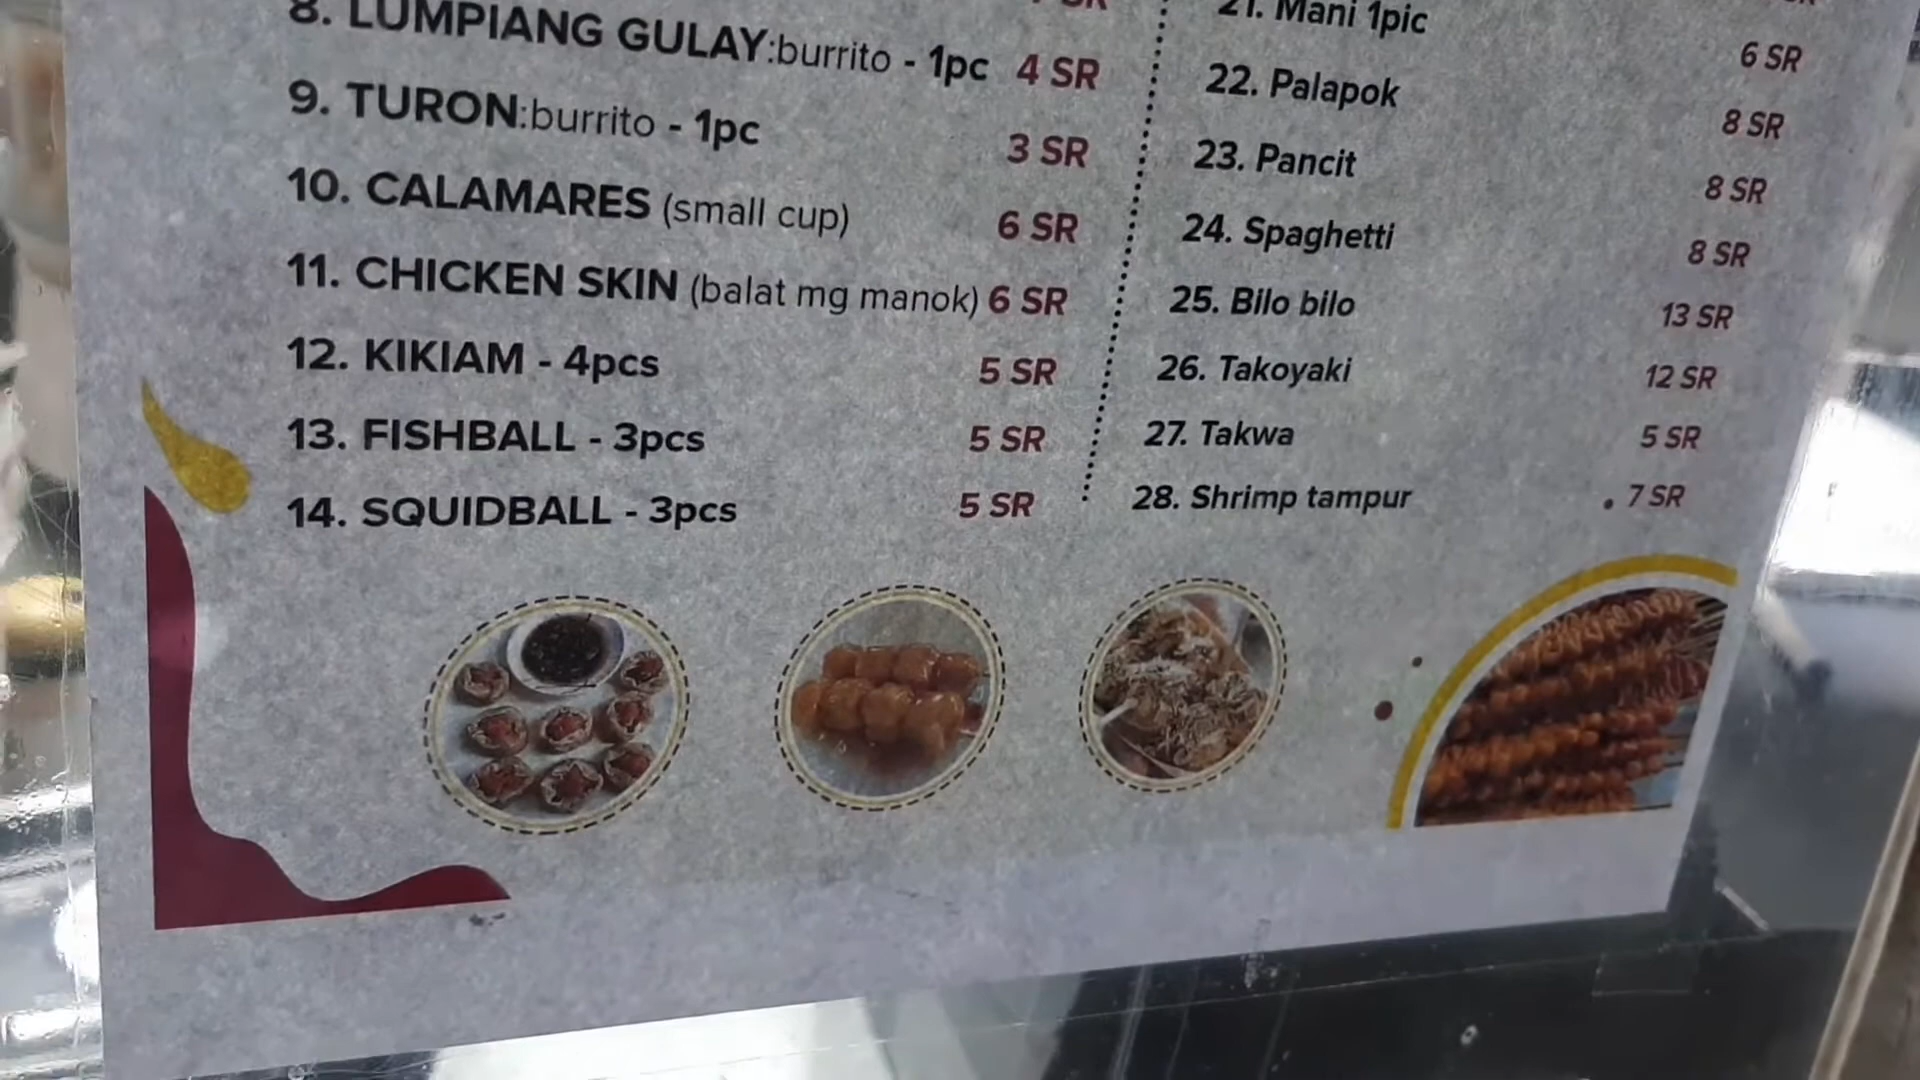 8. LUMPIANG GULAY:burrito - 1pc 4 SR
9. TURON:burrito - 1pc 3 SR
10. CALAMARES (small cup) 6 SR
11. CHICKEN SKIN (balat mg manok) 6 SR
12. KIKIAM - 4pcs 5 SR
13. FISHBALL - 3pcs 5 SR
14. SQUIDBALL - 3pcs 5 SR
21. Mani 1pic 6 SR
22. Palapok 8 SR
23. Pancit 8 SR
24. Spaghetti 8 SR
25. Bilo bilo 13 SR
26. Takoyaki 12 SR
27. Takwa 5 SR
28. Shrimp tampur . 7 SR